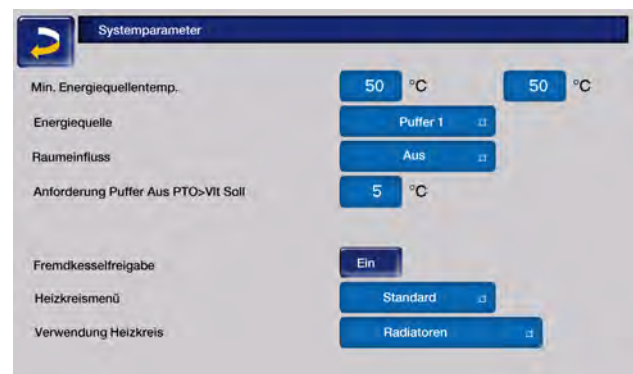 Systemparameter
Min. Energiequellentemp. 50 °C 50 °C
Energiequelle Puffer 1
Raumeinfluss Aus
Anforderung Puffer Aus PTO>Vlt Soll 5 °C
Fremdkesselfreigabe Ein
Heizkreismenü Standard
Verwendung Heizkreis Radiatoren